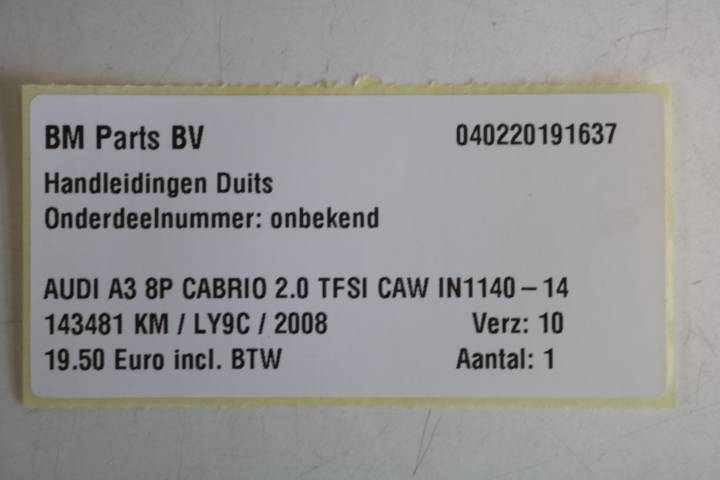 BM Parts BV 040220191637
Handleidingen Duits
Onderdeelnummer: onbekend
AUDI A3 8P CABRIO 2.0 TFSI CAW IN1140 – 14
143481 KM / LY9C / 2008 Verz: 10
19.50 Euro incl. BTW Aantal: 1